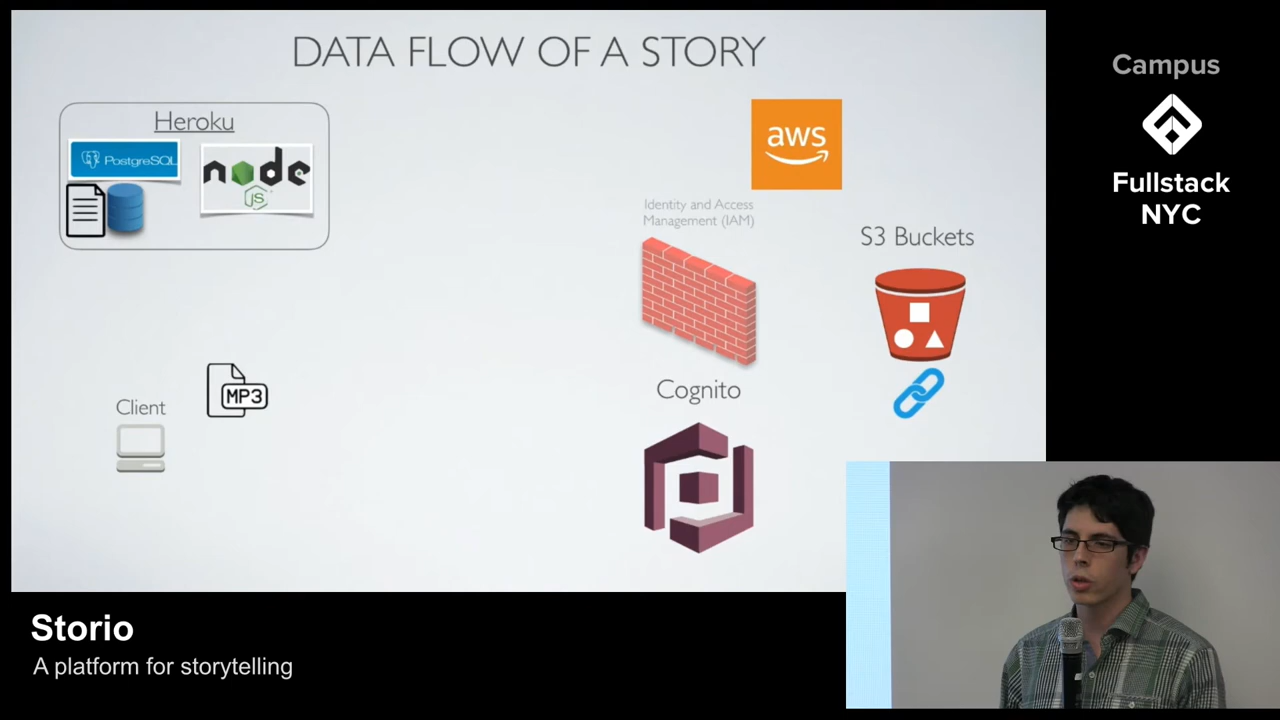 DATA FLOW OF A STORY
Heroku
PostgreSQL
node
JS
Client
MP3
aws
Identity and Access
Management (IAM)
S3 Buckets
Cognito
Campus
Fullstack
NYC
Storio
A platform for storytelling